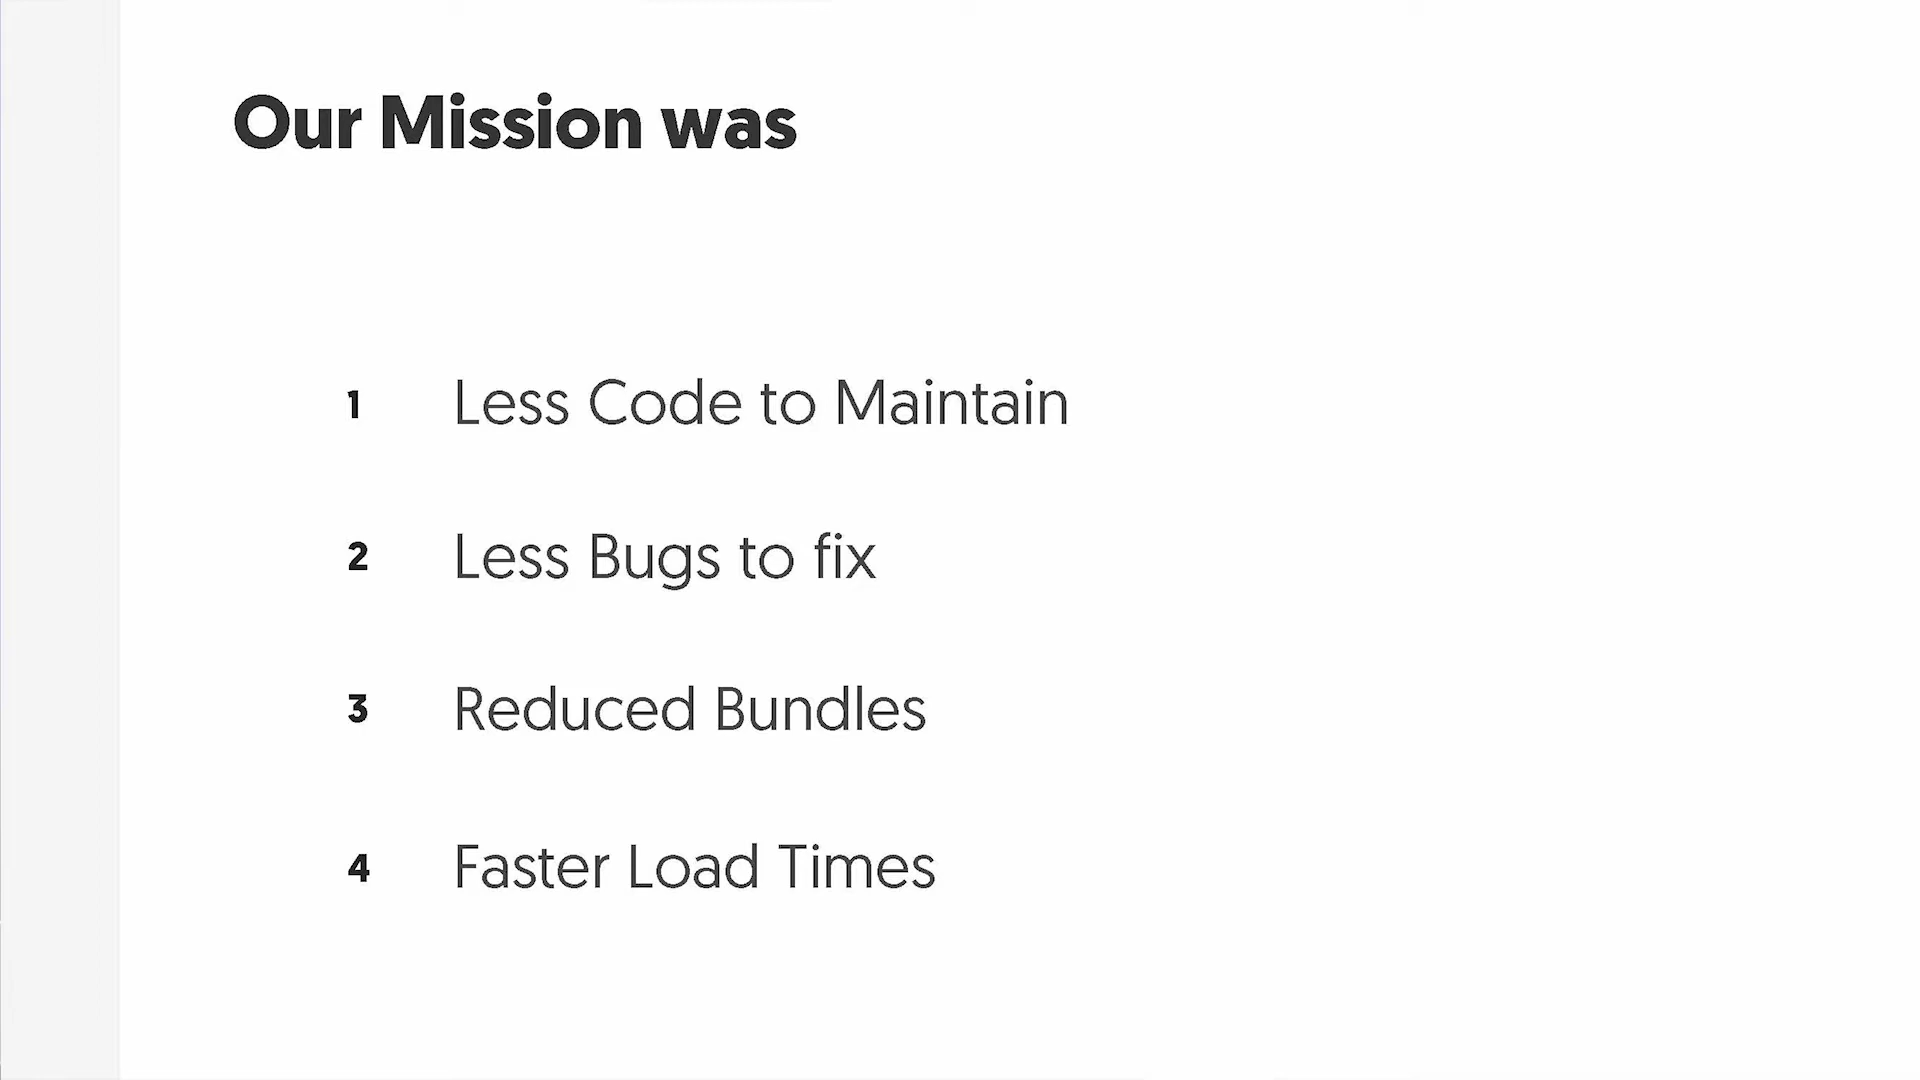 Our Mission was
1 Less Code to Maintain
2 Less Bugs to fix
3 Reduced Bundles
4 Faster Load Times